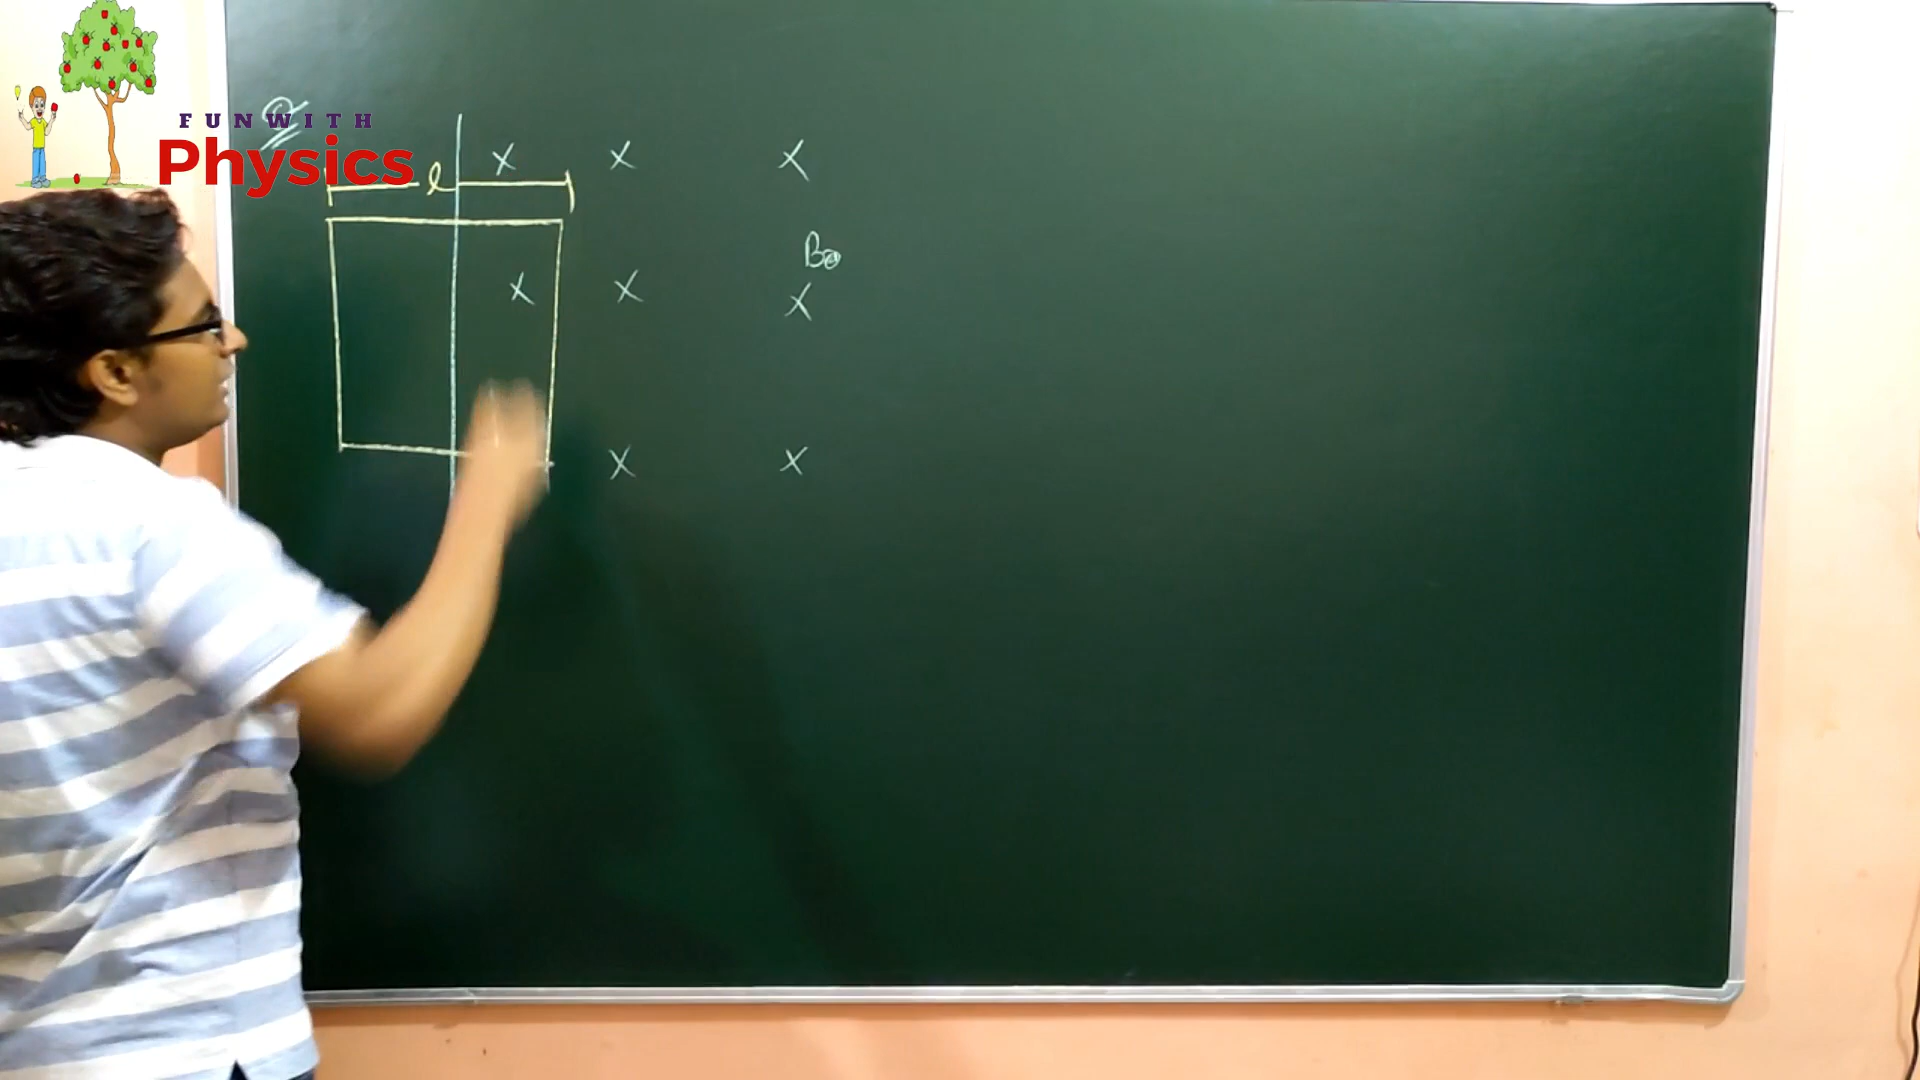 Q
FUN WITH
Physics
x x x
l
B0
x x x
x x